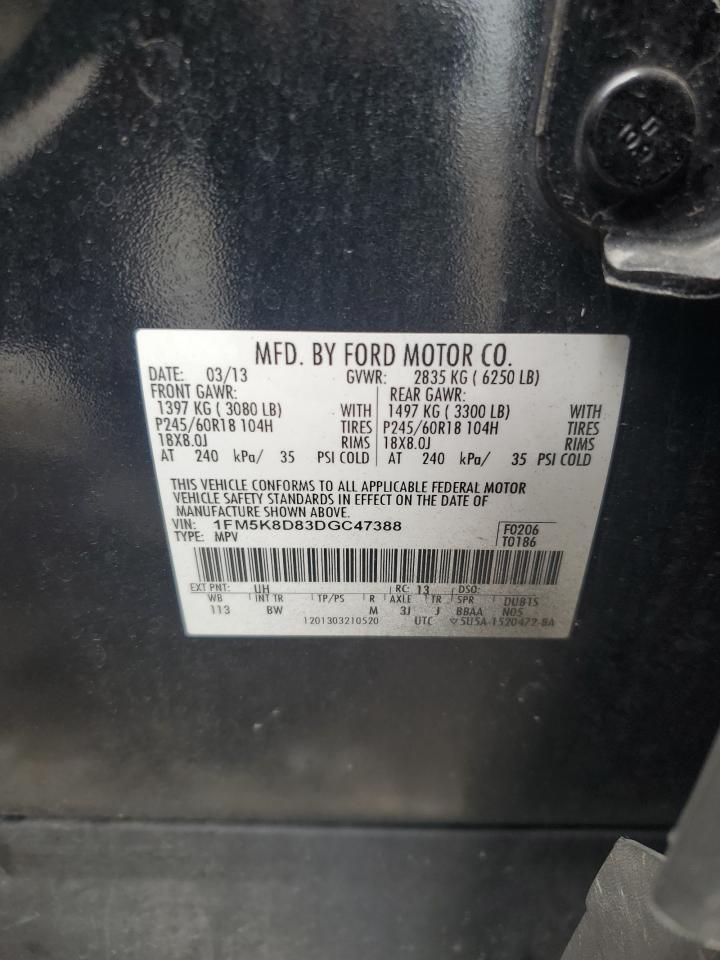 MFD. BY FORD MOTOR CO.
DATE: 03/13 GVWR: 2835 KG ( 6250 LB)
FRONT GAWR: REAR GAWR:
1397 KG ( 3080 LB) WITH 1497 KG ( 3300 LB) WITH
P245/60R18 104H TIRES P245/60R18 104H TIRES
18X8.0J RIMS 18X8.0J RIMS
AT 240 kPa/ 35 PSI COLD AT 240 kPa/ 35 PSI COLD
THIS VEHICLE CONFORMS TO ALL APPLICABLE FEDERAL MOTOR
VEHICLE SAFETY STANDARDS IN EFFECT ON THE DATE OF
MANUFACTURE SHOWN ABOVE.
VIN: 1FM5K8D83DGC47388 F0206
TYPE: MPV T0186
EXT PNT: UH RC: 13 DSO:
WB INT TR TP/PS R AXLE TR SPR DUBTS
113 BW M 3J J BBAA N05
1201303210520 UTC ▽5U5A-1520472-BA